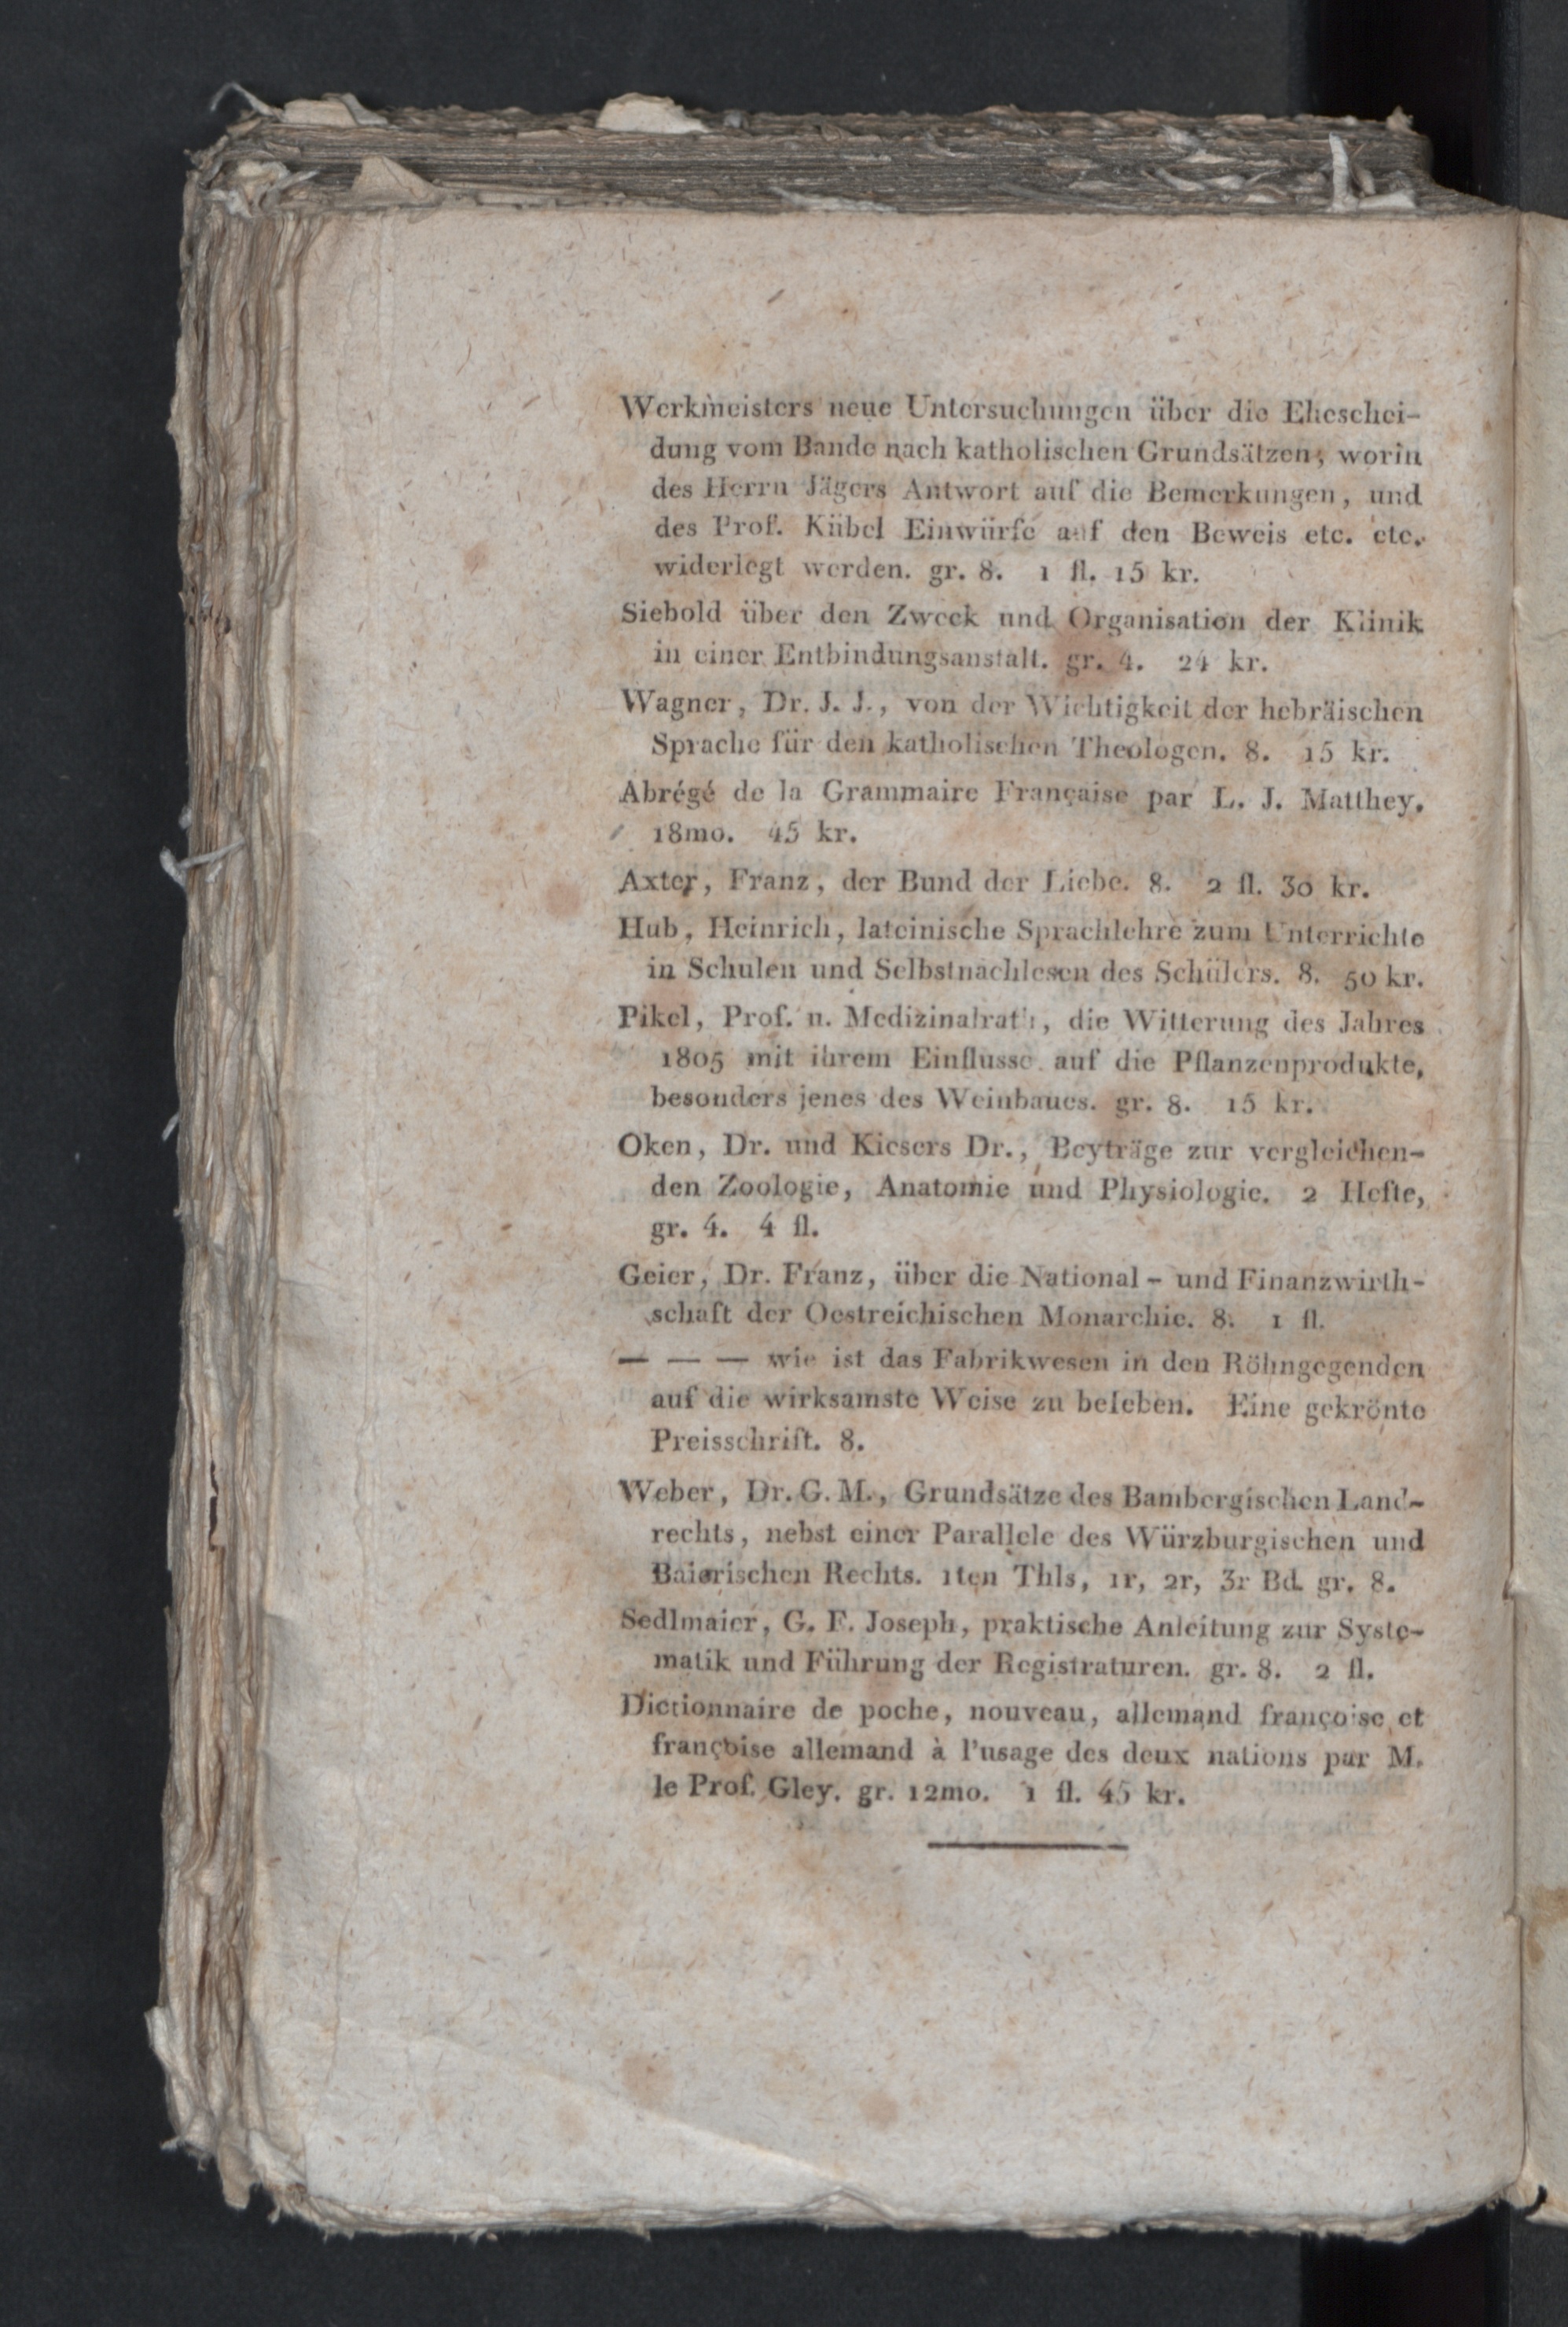 Werkmeisters neue Untersuchungen über die Eheschei-
dung vom Bande nach katholischen Grundsätzen, worin
des Herrn Jägers Antwort auf die Bemerkungen, und
des Prof. Kübel Einwürfe auf den Beweis etc. etc.
widerlegt werden. gr. 8. 1 fl. 15 kr.
Siebold über den Zweck und Organisation der Klinik
in einer Entbindungsanstalt. gr. 4. 24 kr.
Wagner, Dr. J. J., von der Wichtigkeit der hebräischen
Sprache für den katholischen Theologen. 8. 15 kr.
Abrégé de la Grammaire Française par L. J. Matthey.
18mo. 45 kr.
Axter, Franz, der Bund der Liebe. 8. 2 fl. 30 kr.
Hub, Heinrich, lateinische Sprachlehre zum Unterrichte
in Schulen und Selbstnachlesen des Schülers. 8. 50 kr.
Pikel, Prof. u. Medizinalrath, die Witterung des Jahres
1805 mit ihrem Einflusse auf die Pflanzenprodukte,
besonders jenes des Weinbaues. gr. 8. 15 kr.
Oken, Dr. und Kiesers Dr., Beyträge zur vergleichen-
den Zoologie, Anatomie und Physiologie. 2 Hefte,
gr. 4. 4 fl.
Geier, Dr. Franz, über die National- und Finanzwirth-
schaft der Oestreichischen Monarchie. 8. 1 fl.
— — — wie ist das Fabrikwesen in den Röhngegenden
auf die wirksamste Weise zu beleben. Eine gekrönte
Preisschrift. 8.
Weber, Dr. G. M., Grundsätze des Bambergischen Land-
rechts, nebst einer Parallele des Würzburgischen und
Baierischen Rechts. 1ten Thls, 1r, 2r, 3r Bd. gr. 8.
Sedlmaier, G. F. Joseph, praktische Anleitung zur Syste-
matik und Führung der Registraturen. gr. 8. 2 fl.
Dictionnaire de poche, nouveau, allemand françoise et
françoise allemand à l'usage des deux nations par M.
le Prof. Gley. gr. 12mo. 1 fl. 45 kr.